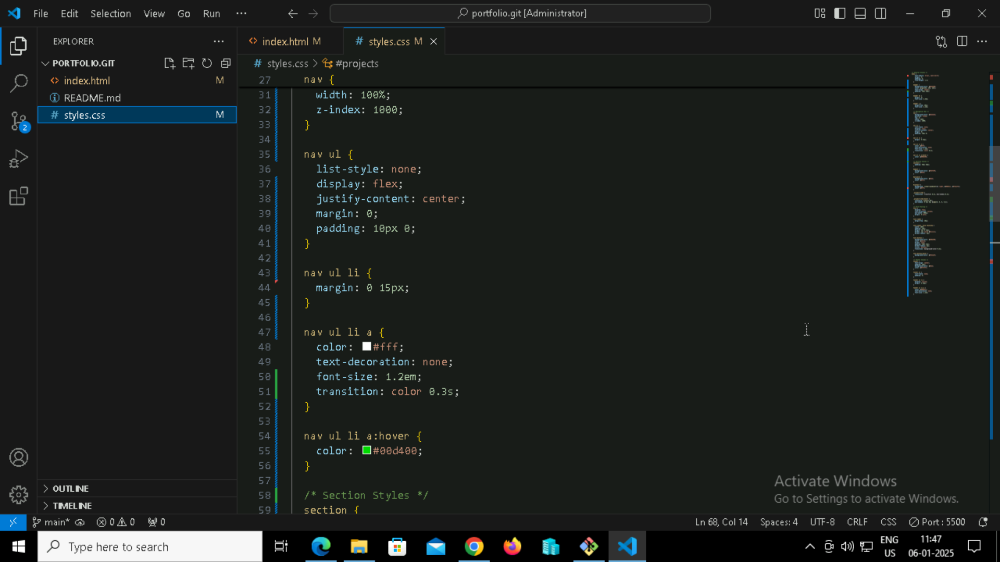 File Edit Selection View Go Run
portfolio.git [Administrator]
EXPLORER
index.html M
styles.css M
PORTFOLIO.GIT
styles.css > #projects
index.html M
README.md
styles.css M
27 nav {
31 width: 100%;
32 z-index: 1000;
33 }
34
35 nav ul {
36 list-style: none;
37 display: flex;
38 justify-content: center;
39 margin: 0;
40 padding: 10px 0;
41 }
42
43 nav ul li {
44 margin: 0 15px;
45 }
46
47 nav ul li a {
48 color: #fff;
49 text-decoration: none;
50 font-size: 1.2em;
51 transition: color 0.3s;
52 }
53
54 nav ul li a:hover {
55 color: #00d400;
56 }
57
58 /* Section Styles */
59 section {
2
OUTLINE
TIMELINE
Activate Windows
Go to Settings to activate Windows.
main* 0 0 0
Ln 68, Col 14 Spaces: 4 UTF-8 CRLF CSS Port : 5500
Type here to search
ENG
US
11:47
06-01-2025